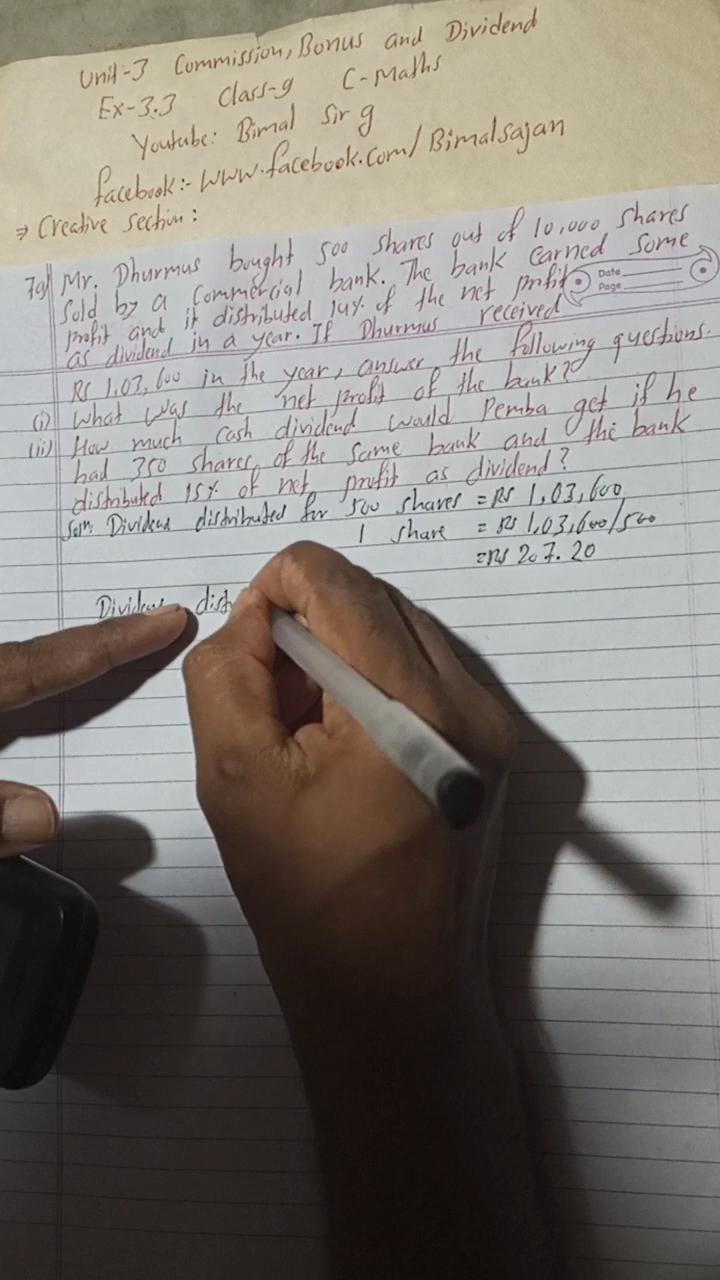 Unit-3 Commission, Bonus and Dividend
Ex-3.3 Class-9 C-Maths
Youtube: Bimal Sir g
facebook:- www.facebook.com/Bimalsajan
⇒ Creative section:
7a) Mr. Dhurmus bought 500 shares out of 10,000 shares
sold by a commercial bank. The bank earned some
profit and it distributed 14% of the net profit
Date
Page
as dividend in a year. If Dhurmus received
RS 1,03,600 in the year, answer the following questions.
(i) What was the net profit of the bank?
(ii) How much cash dividend would Pemba get if he
had 350 shares of the same bank and the bank
distributed 15% of net profit as dividend?
Soln: Dividend distributed for 500 shares = RS 1,03,600
1 share = RS 1,03,600/500
= RS 207.20
Dividend dist